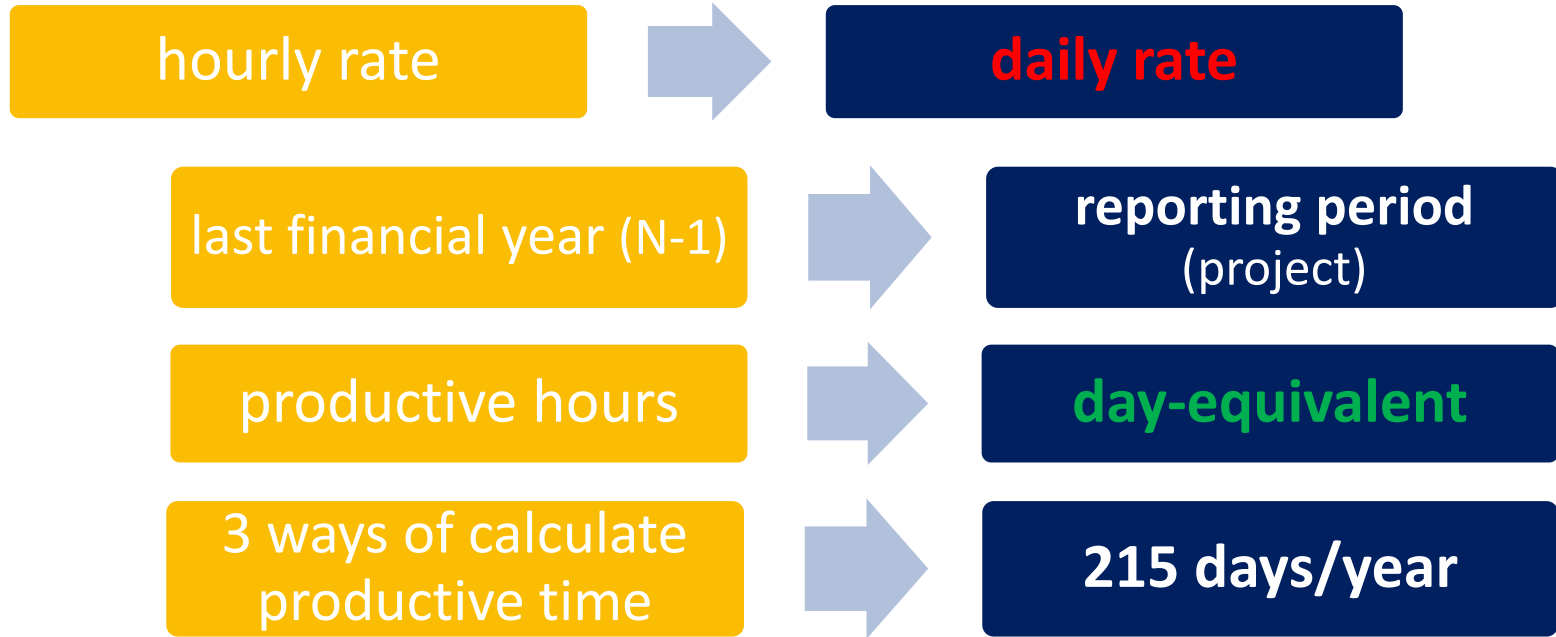 hourly rate
daily rate
last financial year (N-1)
reporting period
(project)
productive hours
day-equivalent
3 ways of calculate
productive time
215 days/year